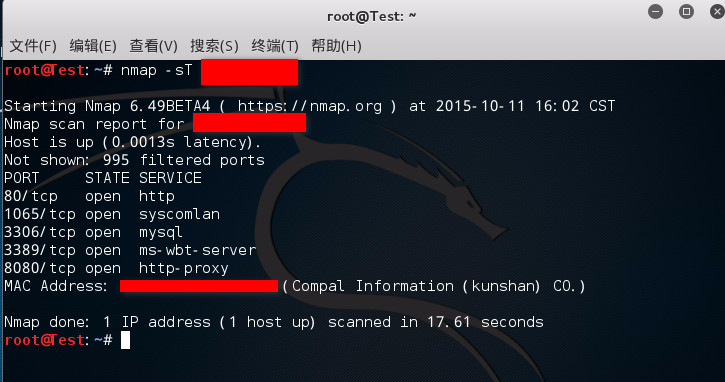 root@Test: ~
文件(F) 编辑(E) 查看(V) 搜索(S) 终端(T) 帮助(H)
root@Test:~# nmap -sT
Starting Nmap 6.49BETA4 ( https://nmap.org ) at 2015-10-11 16:02 CST
Nmap scan report for
Host is up (0.0013s latency).
Not shown: 995 filtered ports
PORT     STATE SERVICE
80/tcp   open  http
1065/tcp open  syscomlan
3306/tcp open  mysql
3389/tcp open  ms-wbt-server
8080/tcp open  http-proxy
MAC Address: (Compal Information (kunshan) CO.)
Nmap done: 1 IP address (1 host up) scanned in 17.61 seconds
root@Test:~#